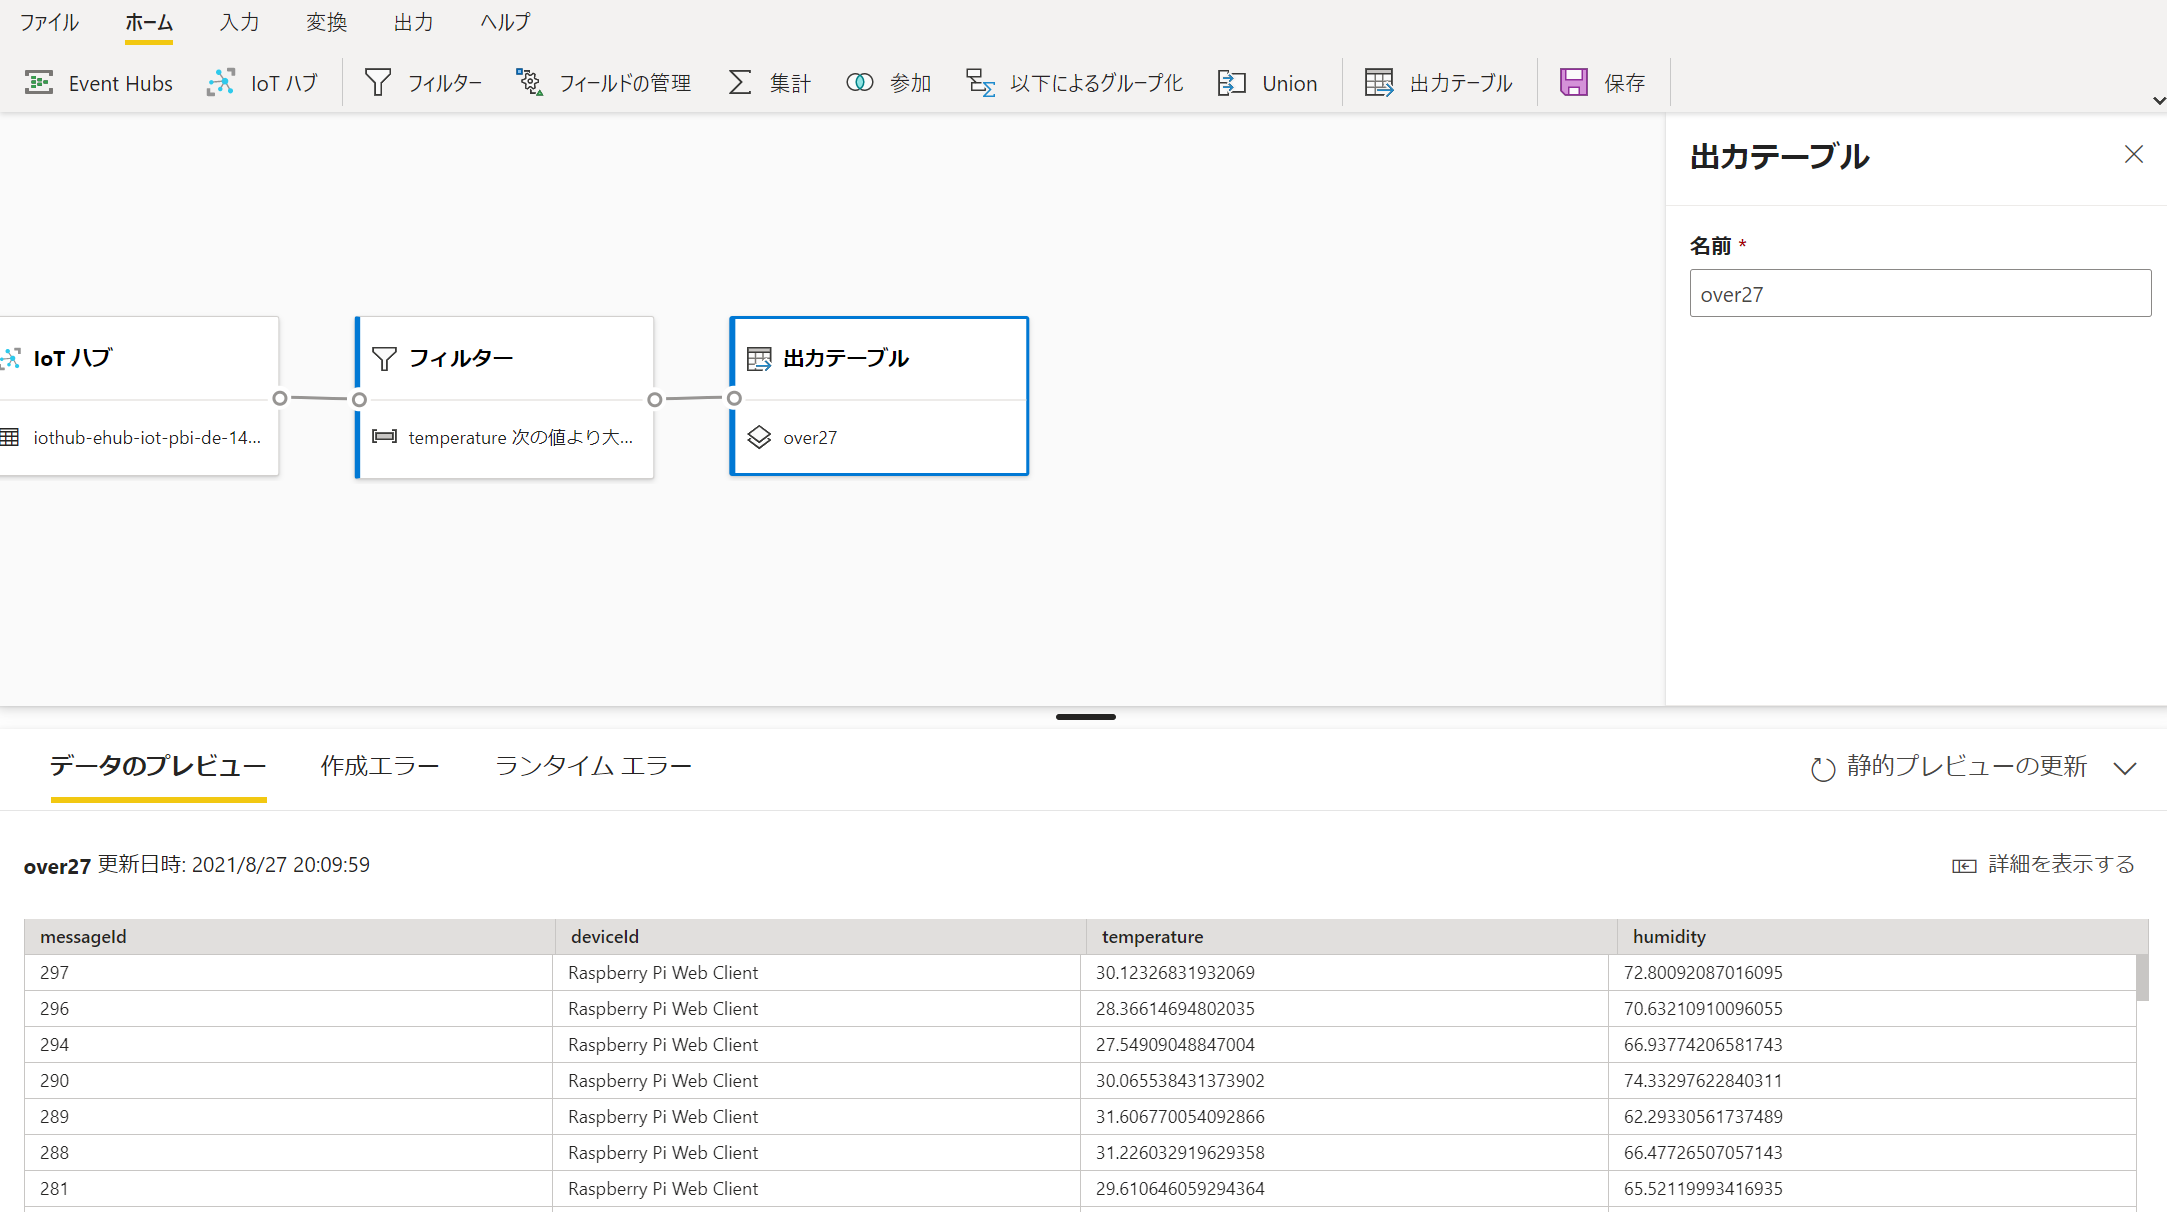 ファイル ホーム 入力 変換 出力 ヘルプ
Event Hubs IoT ハブ フィルター フィールドの管理 集計 参加 以下によるグループ化 Union 出力テーブル 保存
出力テーブル
名前 *
over27
IoT ハブ
iothub-ehub-iot-pbi-de-14...
フィルター
temperature 次の値より大...
出力テーブル
over27
データのプレビュー 作成エラー ランタイム エラー 静的プレビューの更新
over27 更新日時: 2021/8/27 20:09:59 詳細を表示する
messageId deviceId temperature humidity
297 Raspberry Pi Web Client 30.12326831932069 72.80092087016095
296 Raspberry Pi Web Client 28.36614694802035 70.63210910096055
294 Raspberry Pi Web Client 27.54909048847004 66.93774206581743
290 Raspberry Pi Web Client 30.065538431373902 74.33297622840311
289 Raspberry Pi Web Client 31.606770054092866 62.29330561737489
288 Raspberry Pi Web Client 31.226032919629358 66.47726507057143
281 Raspberry Pi Web Client 29.610646059294364 65.52119993416935